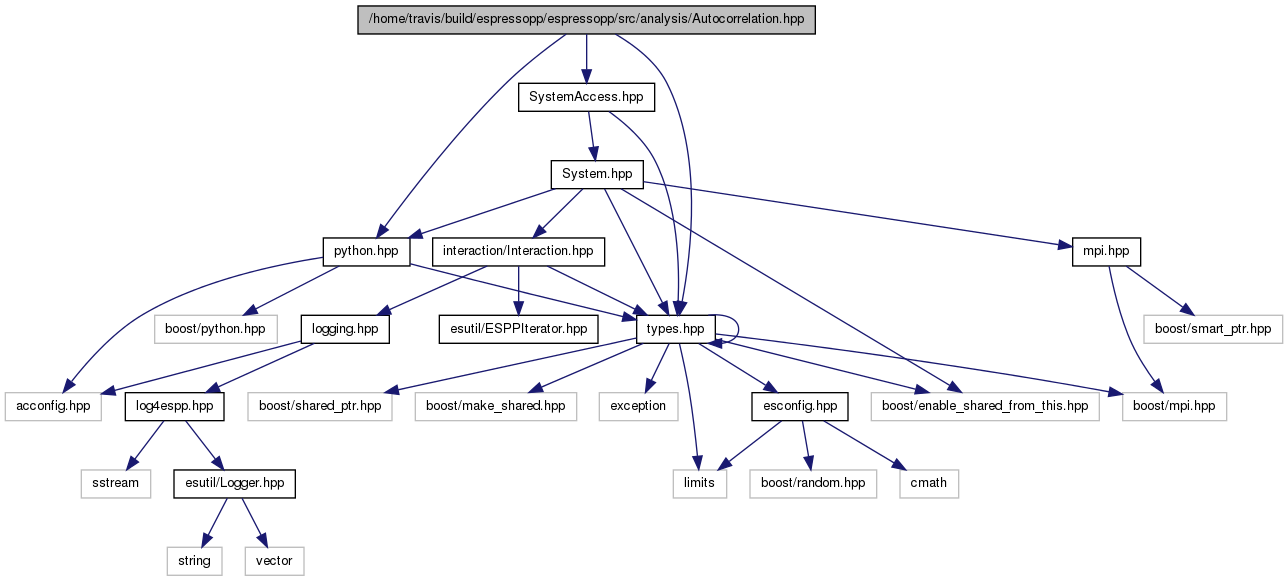 /home/travis/build/espressopp/espressopp/src/analysis/Autocorrelation.hpp
SystemAccess.hpp
System.hpp
python.hpp
interaction/Interaction.hpp
mpi.hpp
boost/python.hpp
logging.hpp
esutil/ESPPIterator.hpp
types.hpp
boost/smart_ptr.hpp
acconfig.hpp
log4espp.hpp
boost/shared_ptr.hpp
boost/make_shared.hpp
exception
esconfig.hpp
boost/enable_shared_from_this.hpp
boost/mpi.hpp
sstream
esutil/Logger.hpp
limits
boost/random.hpp
cmath
string
vector